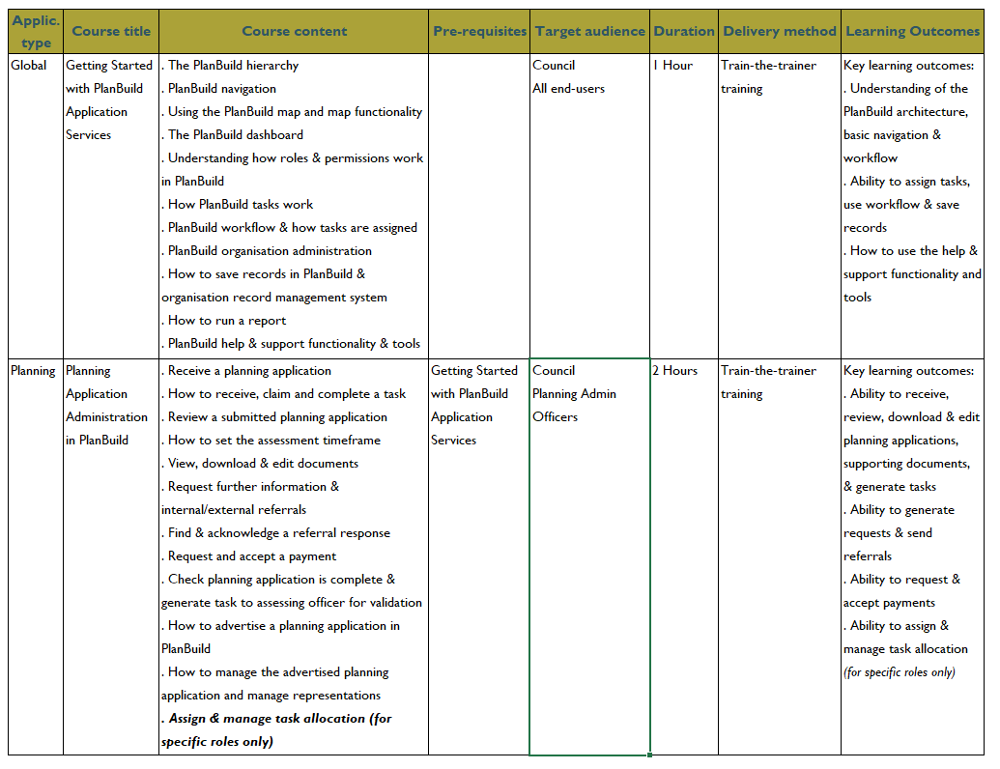 Applic. type
Course title
Course content
Pre-requisites
Target audience
Duration
Delivery method
Learning Outcomes
Global
Getting Started
with PlanBuild
Application
Services
. The PlanBuild hierarchy
. PlanBuild navigation
. Using the PlanBuild map and map functionality
. The PlanBuild dashboard
. Understanding how roles & permissions work
in PlanBuild
. How PlanBuild tasks work
. PlanBuild workflow & how tasks are assigned
. PlanBuild organisation administration
. How to save records in PlanBuild &
organisation record management system
. How to run a report
. PlanBuild help & support functionality & tools
Council
All end-users
1 Hour
Train-the-trainer
training
Key learning outcomes:
. Understanding of the
PlanBuild architecture,
basic navigation &
workflow
. Ability to assign tasks,
use workflow & save
records
. How to use the help &
support functionality and
tools
Planning
Planning
Application
Administration
in PlanBuild
. Receive a planning application
. How to receive, claim and complete a task
. Review a submitted planning application
. How to set the assessment timeframe
. View, download & edit documents
. Request further information &
internal/external referrals
. Find & acknowledge a referral response
. Request and accept a payment
. Check planning application is complete &
generate task to assessing officer for validation
. How to advertise a planning application in
PlanBuild
. How to manage the advertised planning
application and manage representations
. Assign & manage task allocation (for
specific roles only)
Getting Started
with PlanBuild
Application
Services
Council
Planning Admin
Officers
2 Hours
Train-the-trainer
training
Key learning outcomes:
. Ability to receive,
review, download & edit
planning applications,
supporting documents,
& generate tasks
. Ability to generate
requests & send
referrals
. Ability to request &
accept payments
. Ability to assign &
manage task allocation
(for specific roles only)